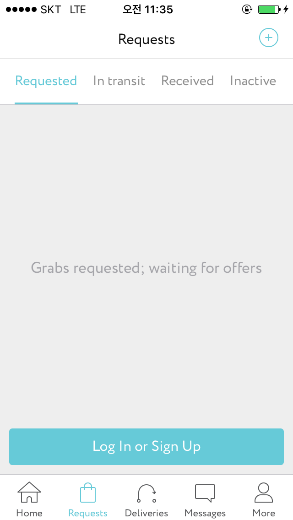 SKT LTE 오전 11:35
Requests
Requested In transit Received Inactive
Grabs requested; waiting for offers
Log In or Sign Up
Home Requests Deliveries Messages More